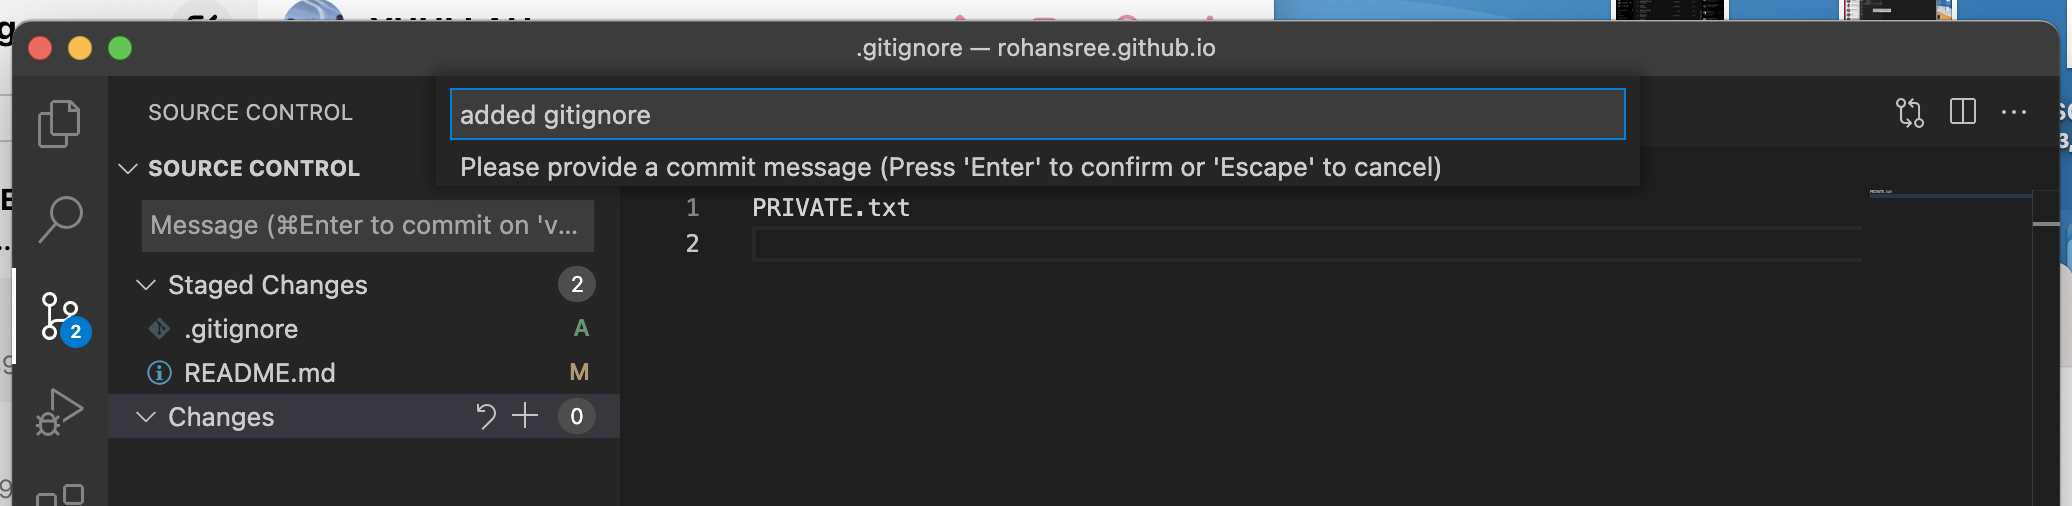 .gitignore — rohansree.github.io
SOURCE CONTROL
added gitignore
Please provide a commit message (Press 'Enter' to confirm or 'Escape' to cancel)
SOURCE CONTROL
Message (⌘Enter to commit on 'v...
Staged Changes 2
.gitignore A
README.md M
Changes 0
2
1 PRIVATE.txt
2